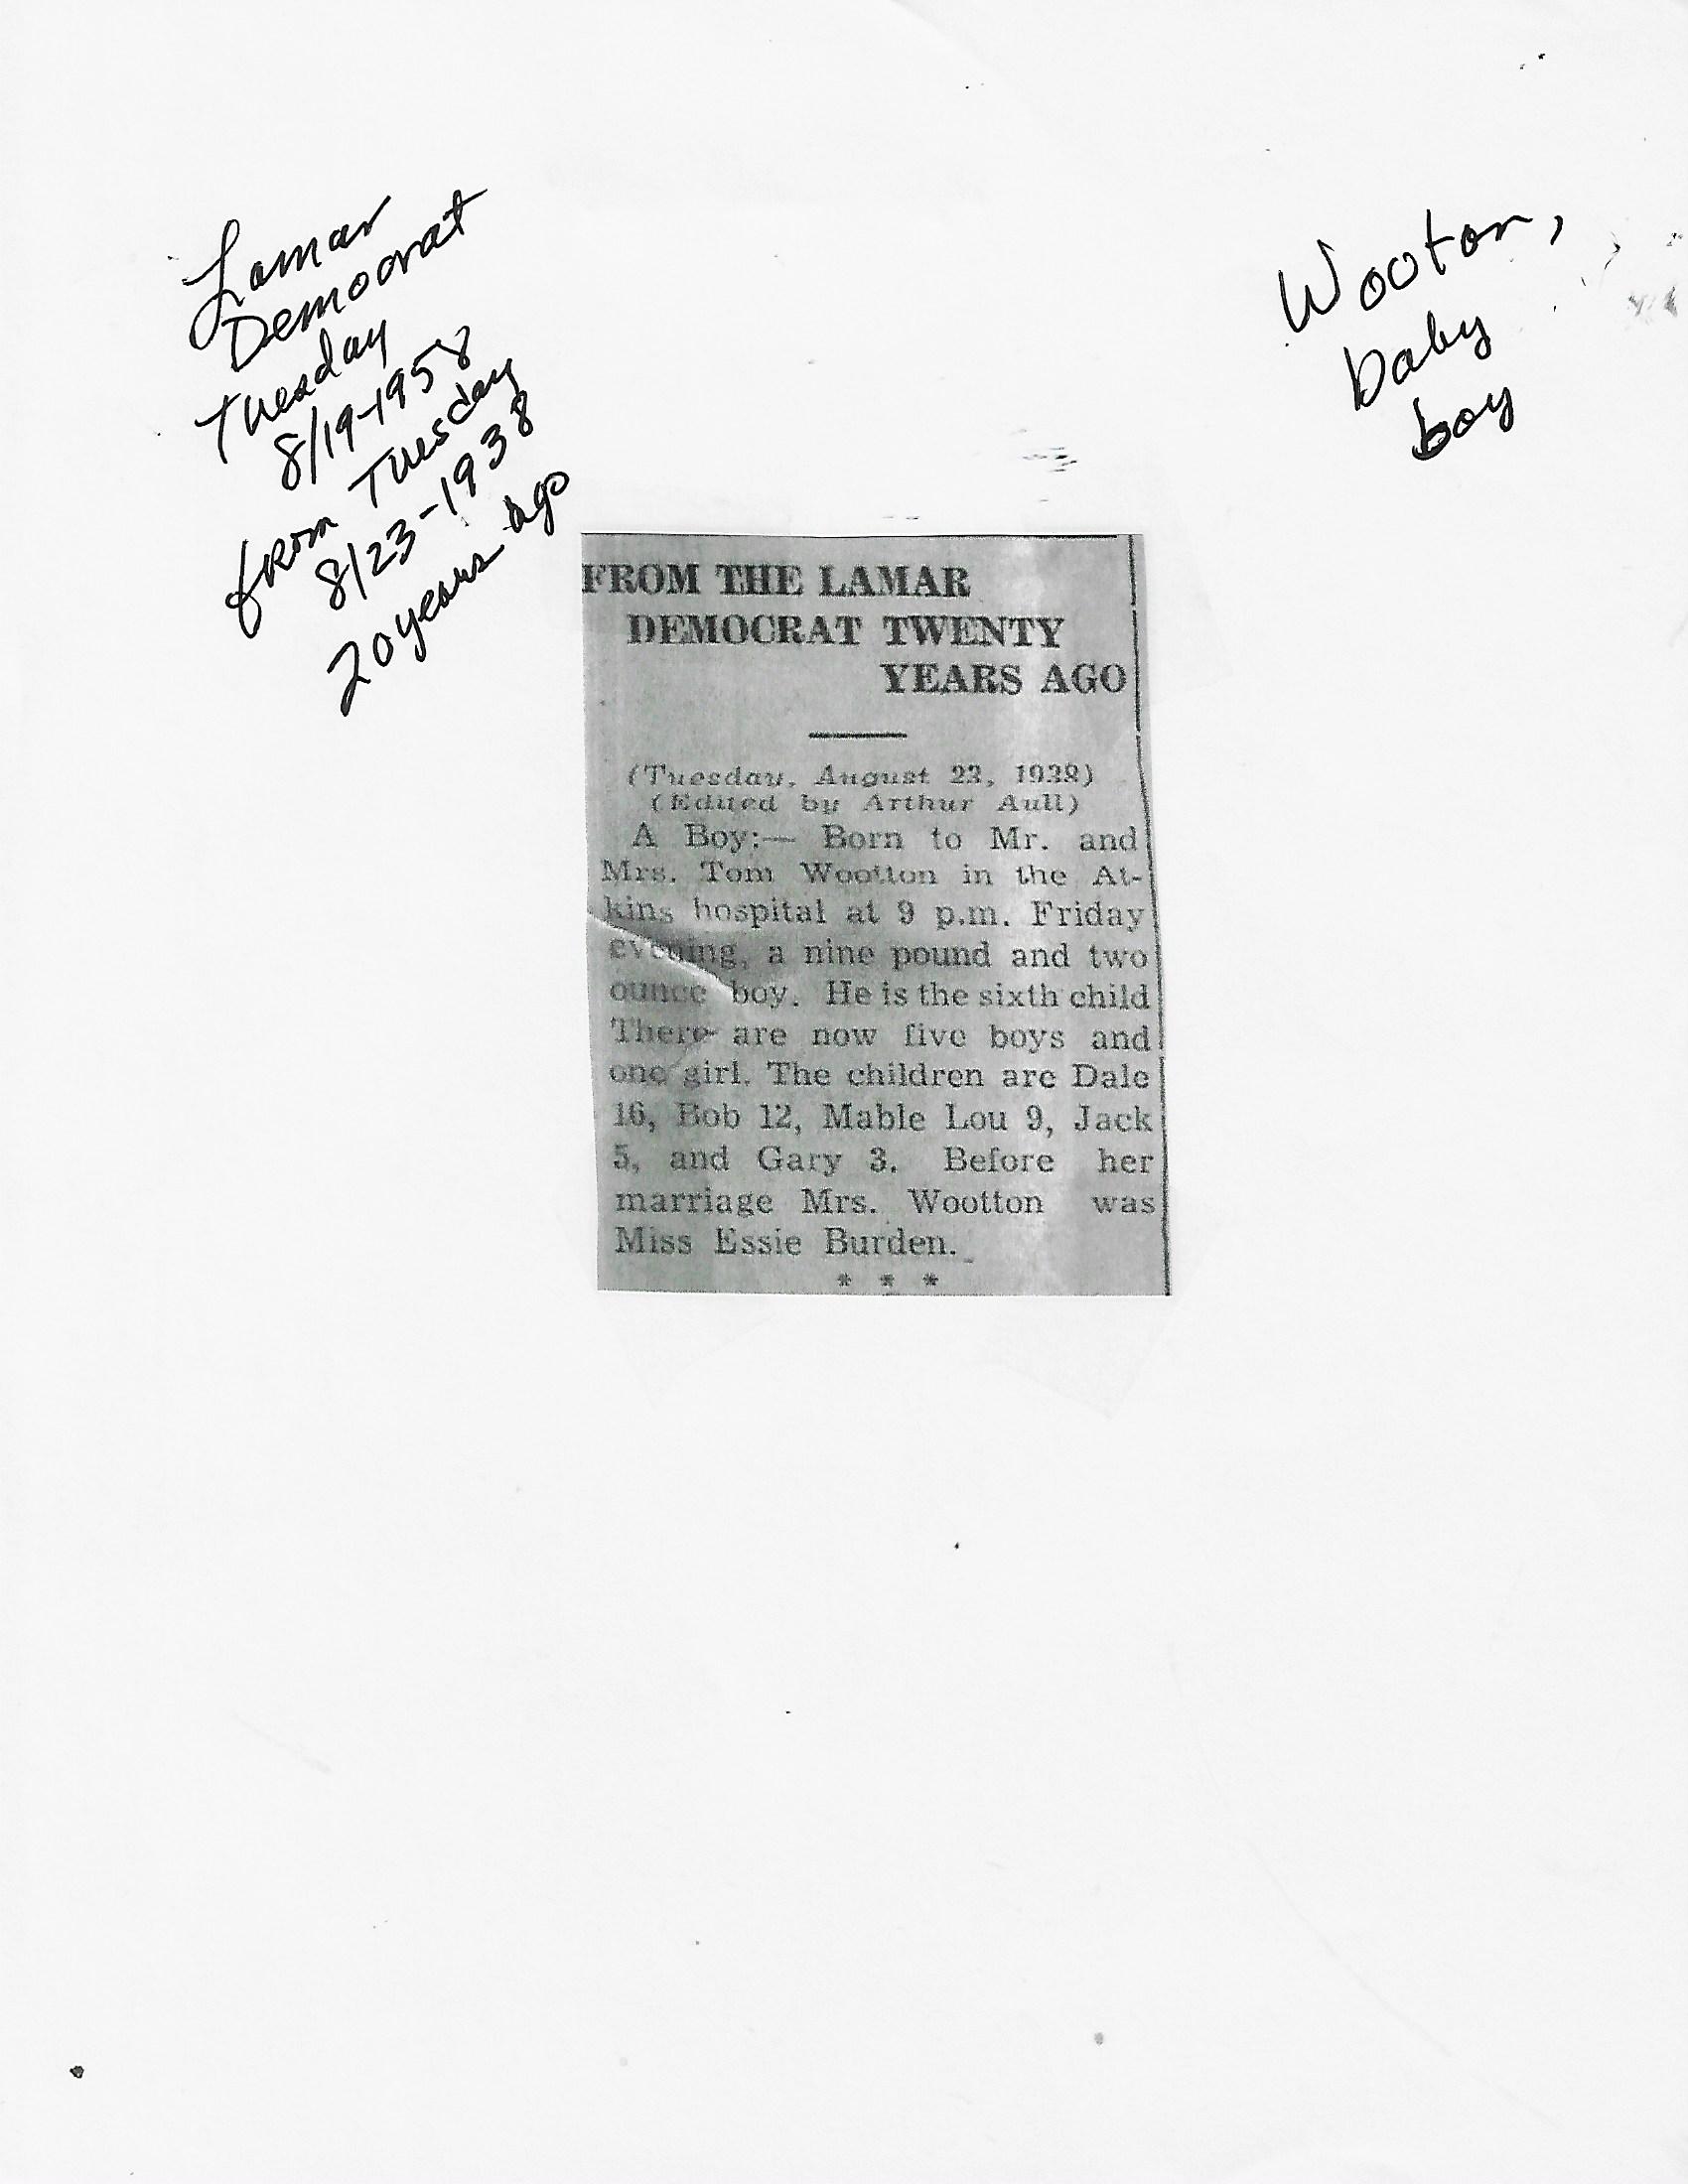 Lamar
Democrat
Tuesday
8/19-1958
from Tuesday
8/23-1938
20 years ago
Wooton,
baby
boy
FROM THE LAMAR
DEMOCRAT TWENTY
YEARS AGO
(Tuesday, August 23, 1938)
(Edited by Arthur Aull)
A Boy:— Born to Mr. and
Mrs. Tom Wootton in the At-
kins hospital at 9 p.m. Friday
evening, a nine pound and two
ounce boy. He is the sixth child
There are now five boys and
one girl. The children are Dale
16, Bob 12, Mable Lou 9, Jack
5, and Gary 3. Before her
marriage Mrs. Wootton was
Miss Essie Burden.
* * *